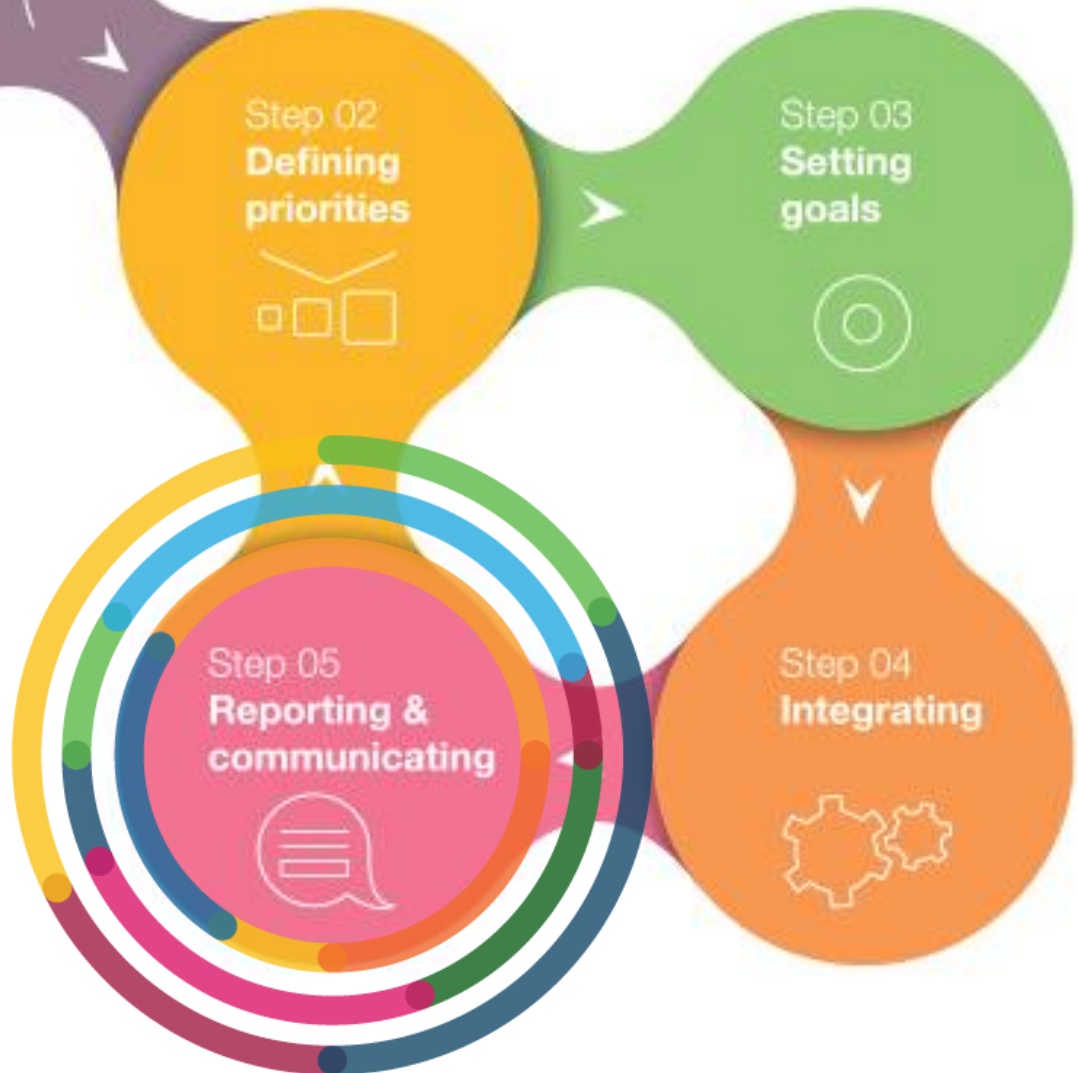 Step 02
Defining
priorities
Step 03
Setting
goals
Step 05
Reporting &
communicating
Step 04
Integrating